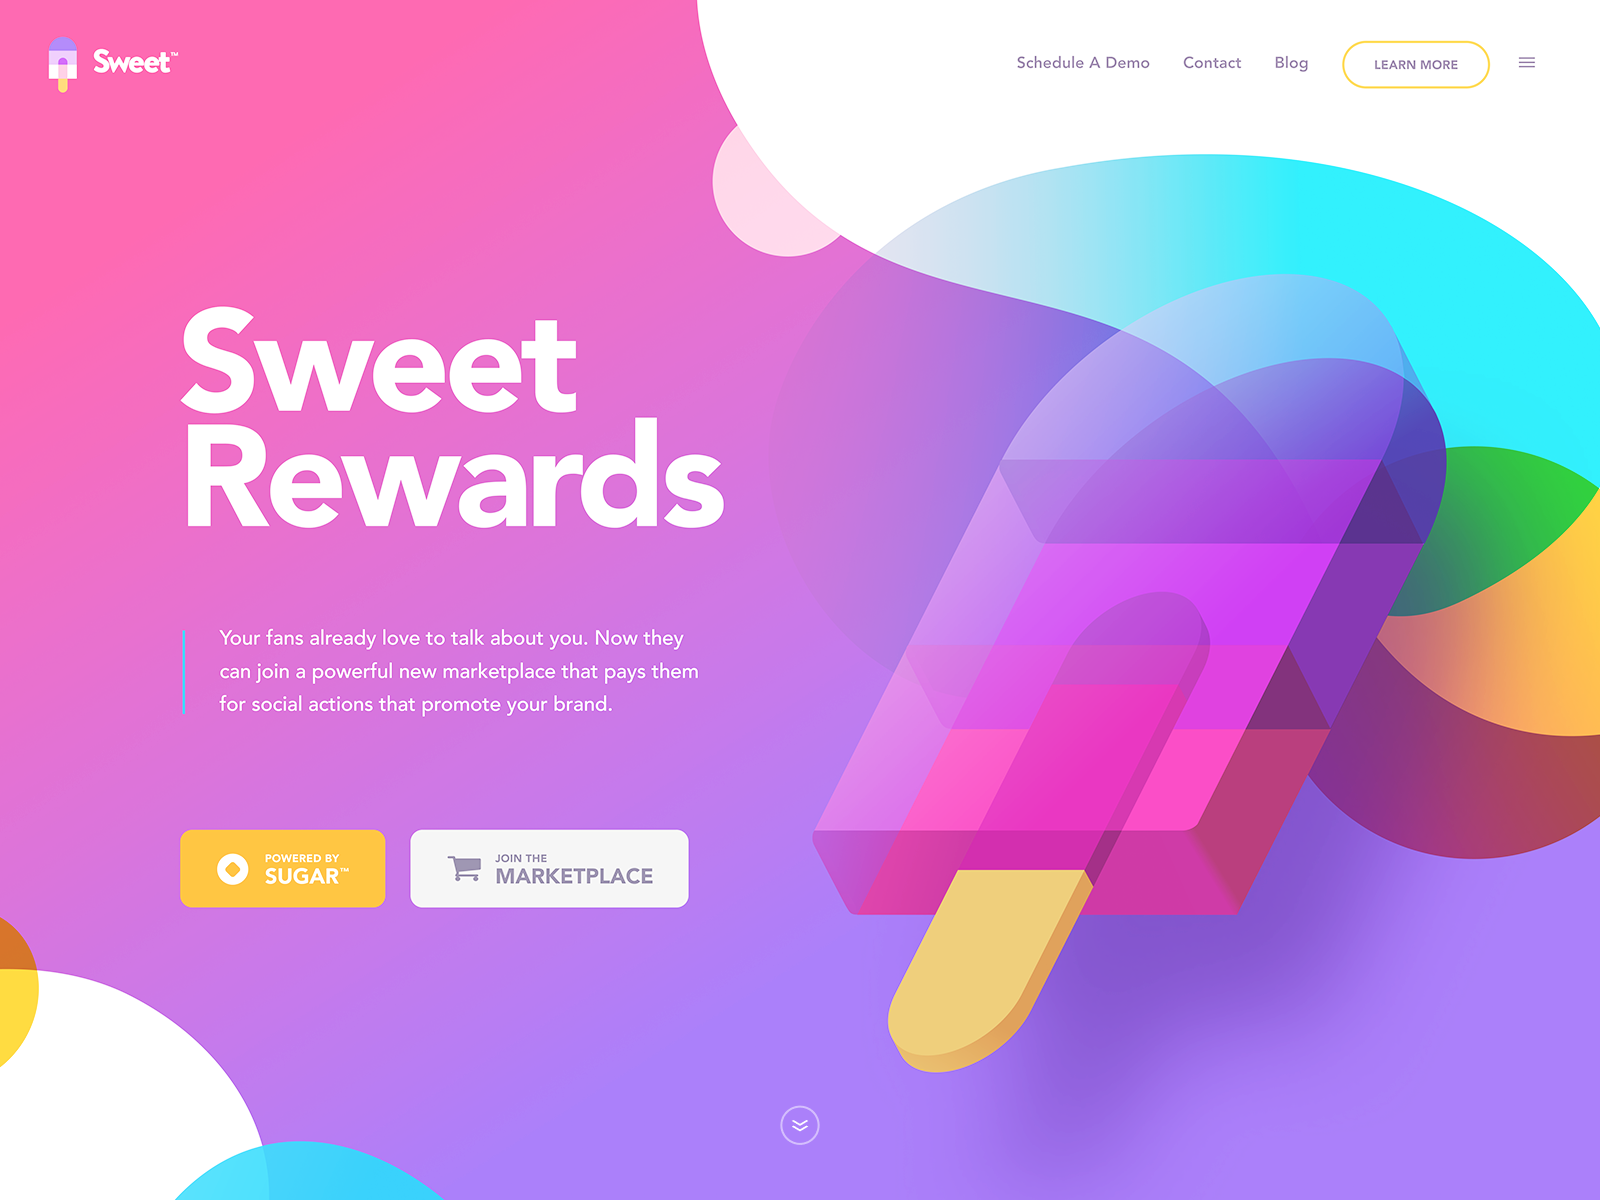 Sweet™
Schedule A Demo
Contact
Blog
LEARN MORE
Sweet
Rewards
Your fans already love to talk about you. Now they
can join a powerful new marketplace that pays them
for social actions that promote your brand.
POWERED BY
SUGAR™
JOIN THE
MARKETPLACE